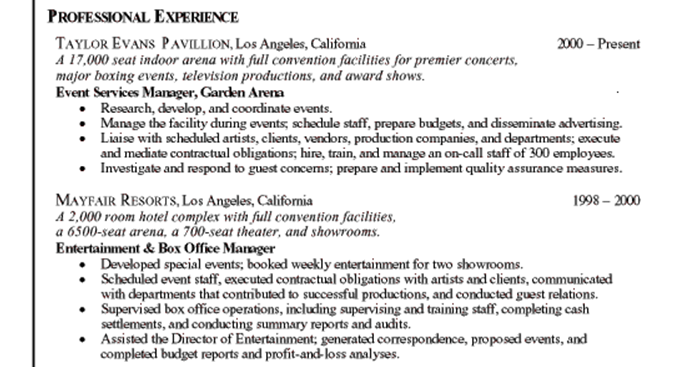 PROFESSIONAL EXPERIENCE
TAYLOR EVANS PAVILLION, Los Angeles, California 2000 – Present
A 17,000 seat indoor arena with full convention facilities for premier concerts,
major boxing events, television productions, and award shows.
Event Services Manager, Garden Arena
• Research, develop, and coordinate events.
• Manage the facility during events; schedule staff, prepare budgets, and disseminate advertising.
• Liaise with scheduled artists, clients, vendors, production companies, and departments; execute
and mediate contractual obligations; hire, train, and manage an on-call staff of 300 employees.
• Investigate and respond to guest concerns; prepare and implement quality assurance measures.
MAYFAIR RESORTS, Los Angeles, California 1998 – 2000
A 2,000 room hotel complex with full convention facilities,
a 6500-seat arena, a 700-seat theater, and showrooms.
Entertainment & Box Office Manager
• Developed special events; booked weekly entertainment for two showrooms.
• Scheduled event staff, executed contractual obligations with artists and clients, communicated
with departments that contributed to successful productions, and conducted guest relations.
• Supervised box office operations, including supervising and training staff, completing cash
settlements, and conducting summary reports and audits.
• Assisted the Director of Entertainment; generated correspondence, proposed events, and
completed budget reports and profit-and-loss analyses.